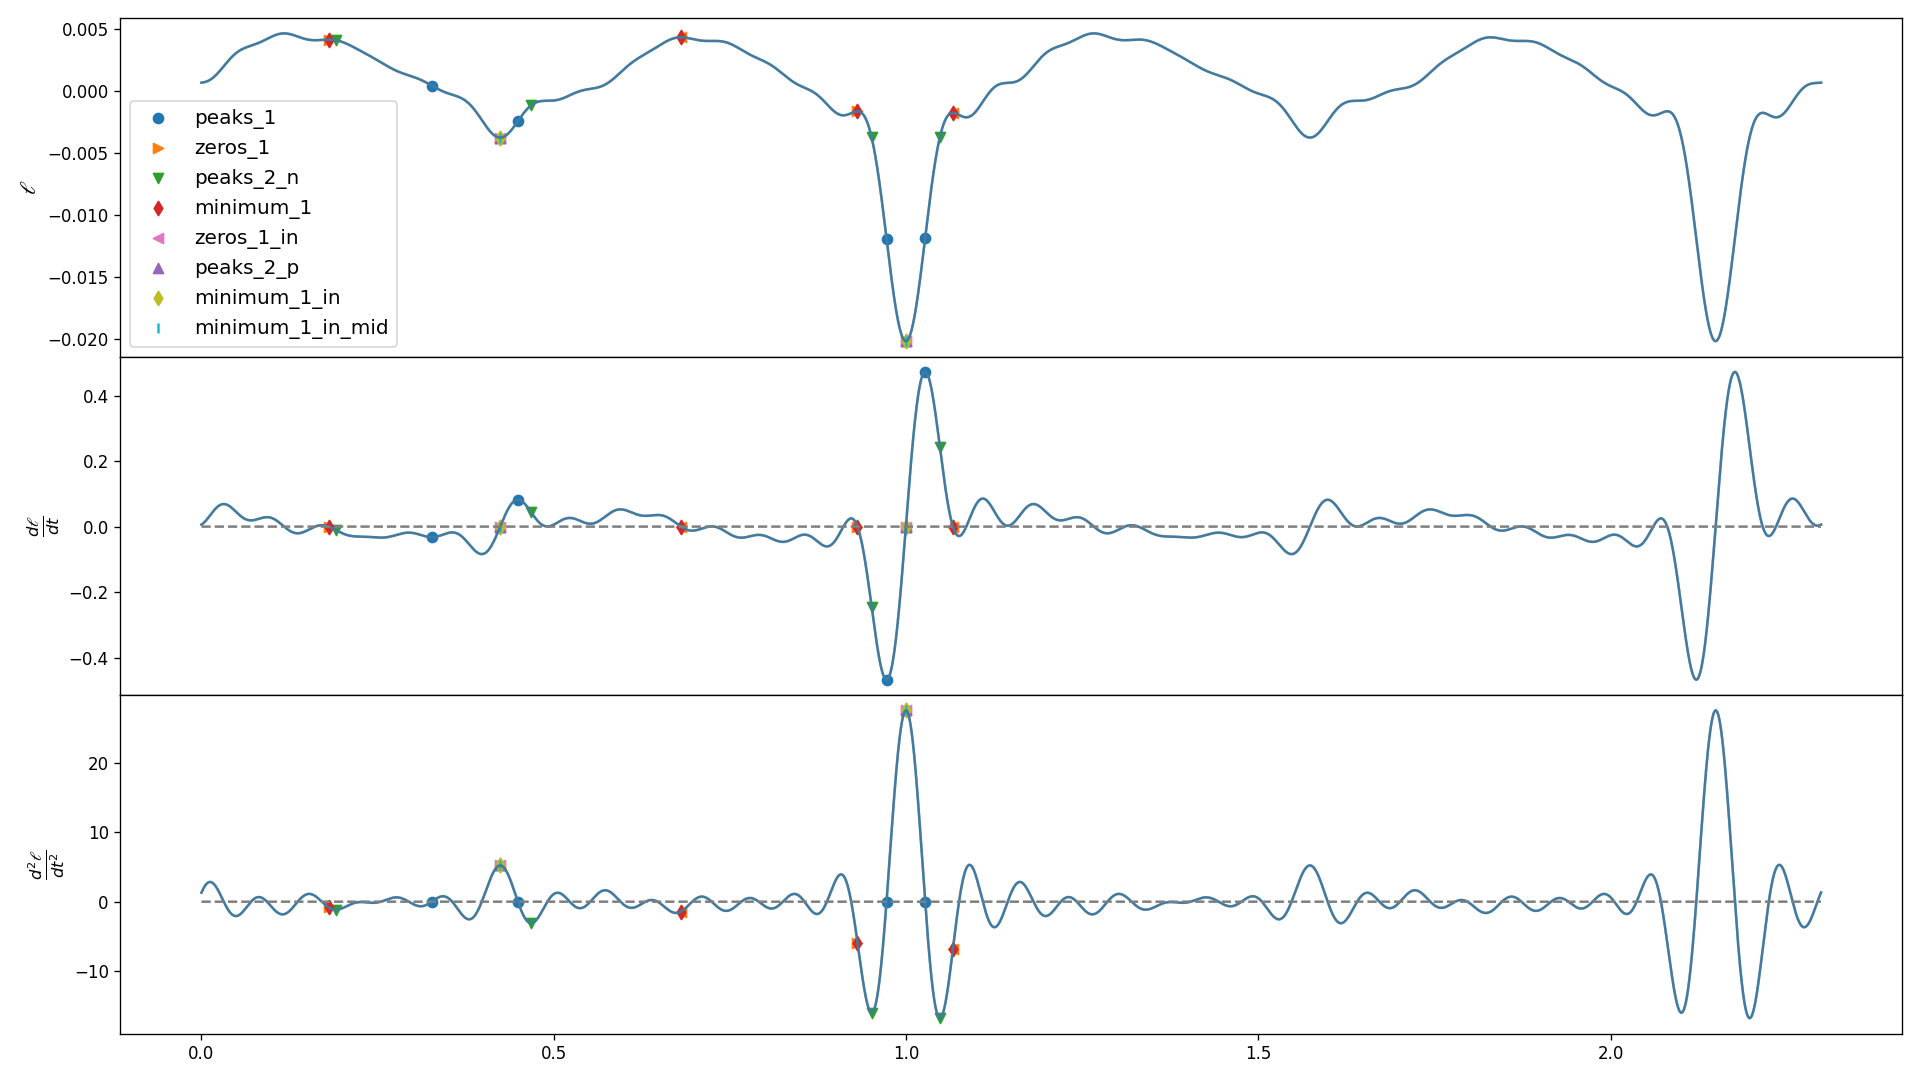 0.005
0.000
−0.005
−0.010
−0.015
−0.020
ℓ
peaks_1
zeros_1
peaks_2_n
minimum_1
zeros_1_in
peaks_2_p
minimum_1_in
minimum_1_in_mid
0.4
0.2
0.0
−0.2
−0.4
dℓ/dt
20
10
0
−10
d²ℓ/dt²
0.0 0.5 1.0 1.5 2.0